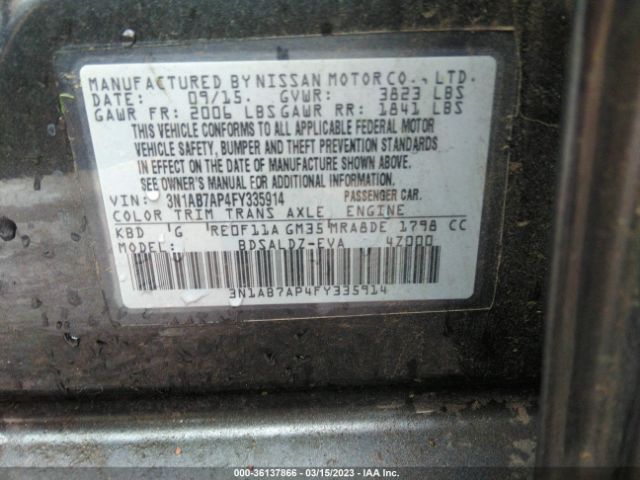 MANUFACTURED BY NISSAN MOTOR CO., LTD.
DATE: 09/15. GVWR: 3823 LBS
GAWR FR: 2006 LBS GAWR RR: 1841 LBS
THIS VEHICLE CONFORMS TO ALL APPLICABLE FEDERAL MOTOR
VEHICLE SAFETY, BUMPER AND THEFT PREVENTION STANDARDS
IN EFFECT ON THE DATE OF MANUFACTURE SHOWN ABOVE.
SEE OWNER'S MANUAL FOR ADDITIONAL INFORMATION.
VIN: 3N1AB7AP4FY335914 PASSENGER CAR.
COLOR TRIM TRANS AXLE ENGINE
KBD G RE0F11A GM35 MRA8DE 1798 CC
MODEL: BDSALDZ-EVA 4Z000
3N1AB7AP4FY335914
000-36137866 — 03/15/2023 — IAA Inc.